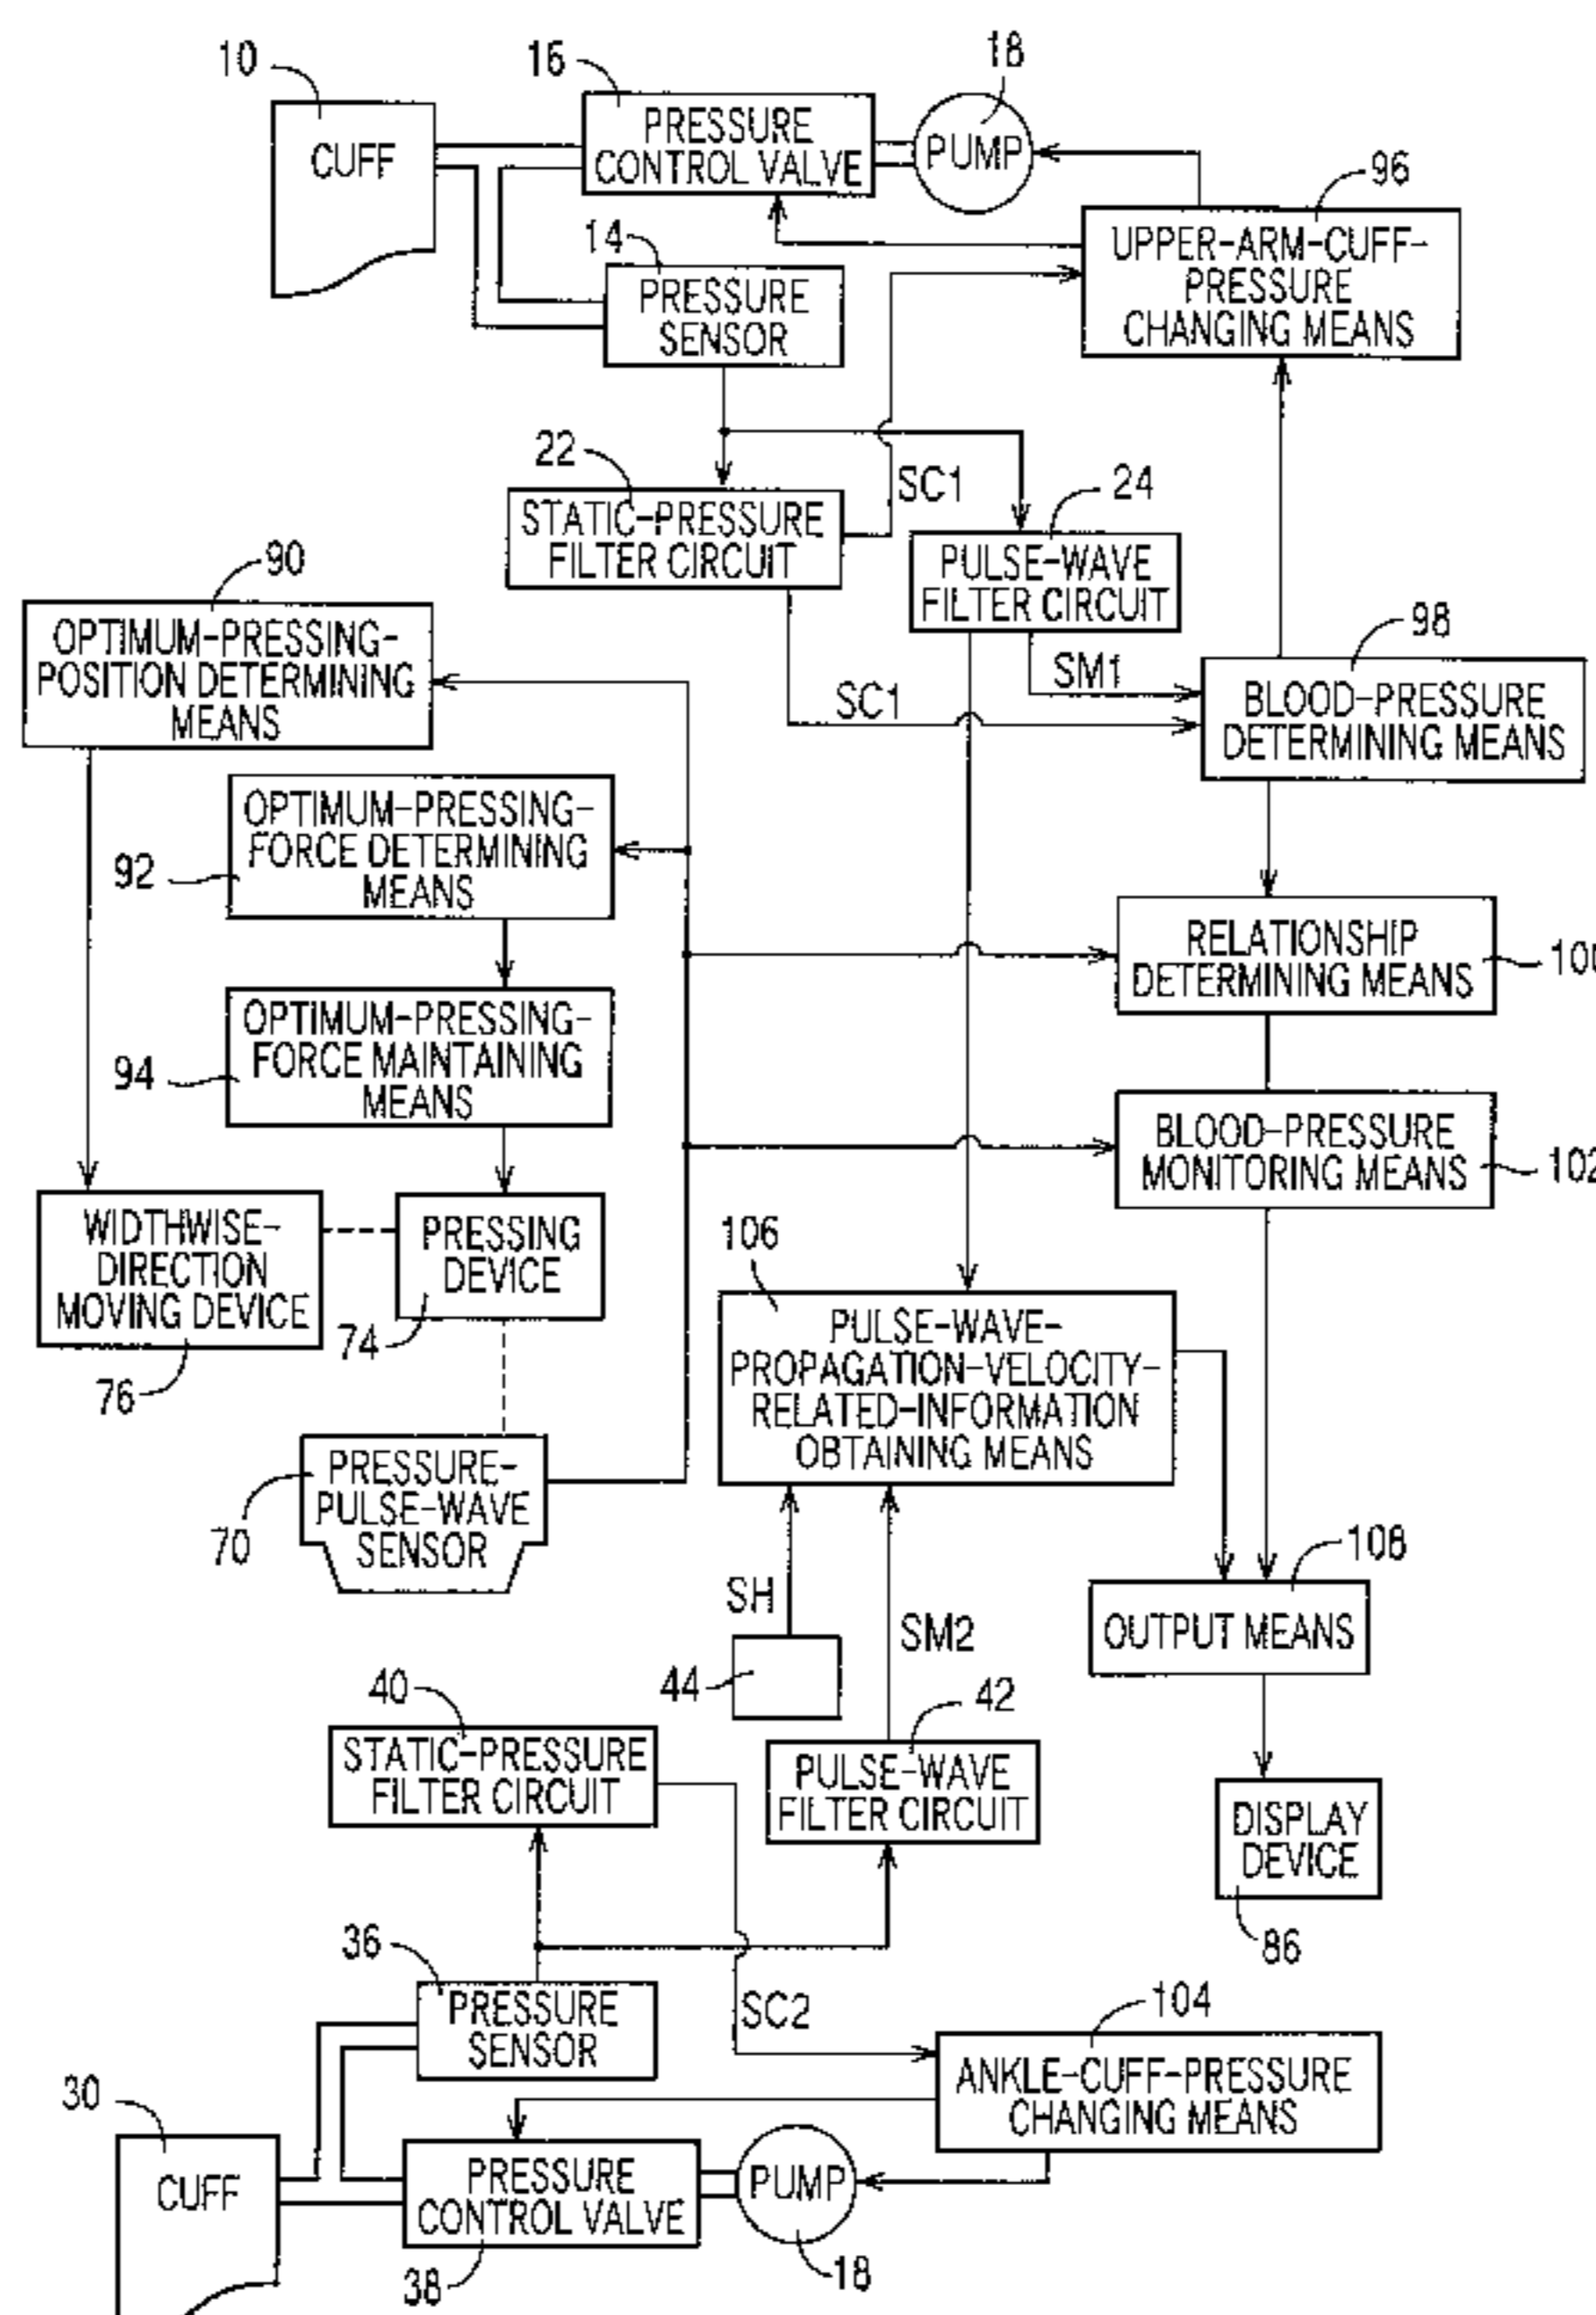 10
16
18
CUFF
PRESSURE
CONTROL VALVE
PUMP
96
14
UPPER-ARM-CUFF-
PRESSURE
CHANGING MEANS
PRESSURE
SENSOR
22
SC1
24
STATIC-PRESSURE
FILTER CIRCUIT
PULSE-WAVE
FILTER CIRCUIT
90
OPTIMUM-PRESSING-
POSITION DETERMINING
MEANS
98
SM1
SC1
BLOOD-PRESSURE
DETERMINING MEANS
OPTIMUM-PRESSING-
FORCE DETERMINING
MEANS
92
RELATIONSHIP
DETERMINING MEANS
OPTIMUM-PRESSING-
FORCE MAINTAINING
MEANS
94
BLOOD-PRESSURE
MONITORING MEANS
102
WIDTHWISE-
DIRECTION
MOVING DEVICE
76
PRESSING
DEVICE
74
106
PULSE-WAVE-
PROPAGATION-VELOCITY-
RELATED-INFORMATION
OBTAINING MEANS
PRESSURE-
PULSE-WAVE
SENSOR
70
108
SH
SM2
OUTPUT MEANS
44
40
42
STATIC-PRESSURE
FILTER CIRCUIT
PULSE-WAVE
FILTER CIRCUIT
DISPLAY
DEVICE
86
36
PRESSURE
SENSOR
SC2
104
ANKLE-CUFF-PRESSURE
CHANGING MEANS
30
CUFF
PRESSURE
CONTROL VALVE
PUMP
38
18